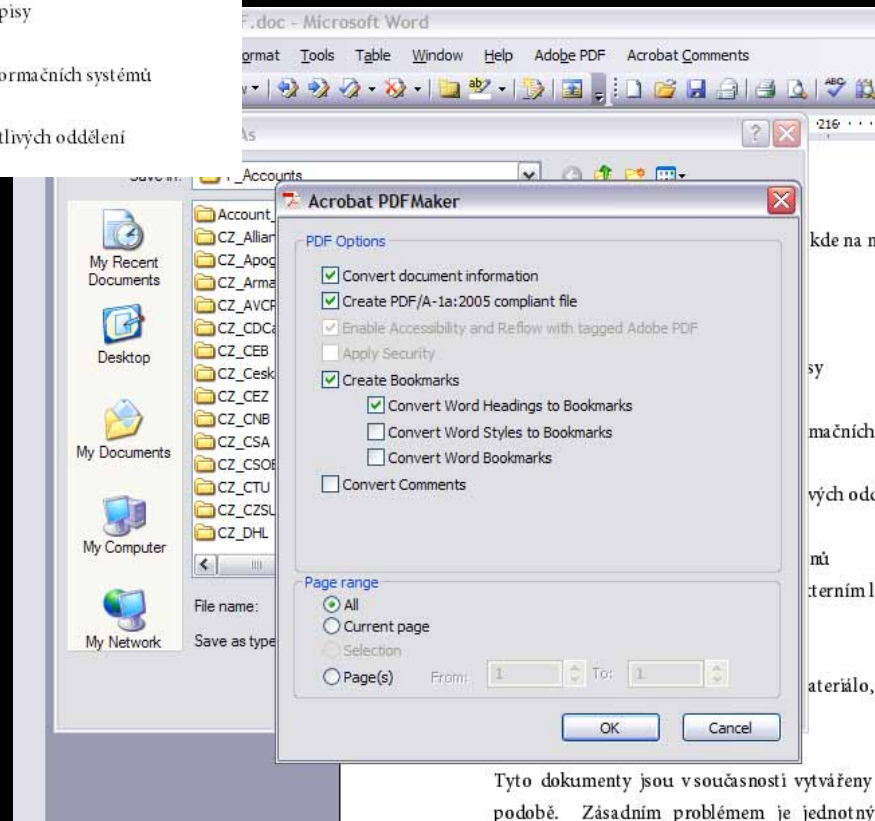 pisy
ormačních systémů
tlivých oddělení
F.doc - Microsoft Word
ormat Tools Table Window Help Adobe PDF Acrobat Comments
As
216
Save in: _Accounts
My Recent Documents
Desktop
My Documents
My Computer
My Network
Account_
CZ_Allian
CZ_Apog
CZ_Arma
CZ_AVCR
CZ_CDCa
CZ_CEB
CZ_Cesk
CZ_CEZ
CZ_CNB
CZ_CSA
CZ_CSOB
CZ_CTU
CZ_CZSU
CZ_DHL
File name:
Save as type
Acrobat PDFMaker
PDF Options
Convert document information
Create PDF/A-1a:2005 compliant file
Enable Accessibility and Reflow with tagged Adobe PDF
Apply Security
Create Bookmarks
Convert Word Headings to Bookmarks
Convert Word Styles to Bookmarks
Convert Word Bookmarks
Convert Comments
Page range
All
Current page
Selection
Page(s) From: 1 To: 1
OK Cancel
kde na n
sy
mačních
vých odd
nů
terním l
ateriálo,
Tyto dokumenty jsou v současnosti vytvářeny
podobě. Zásadním problémem je jednotný